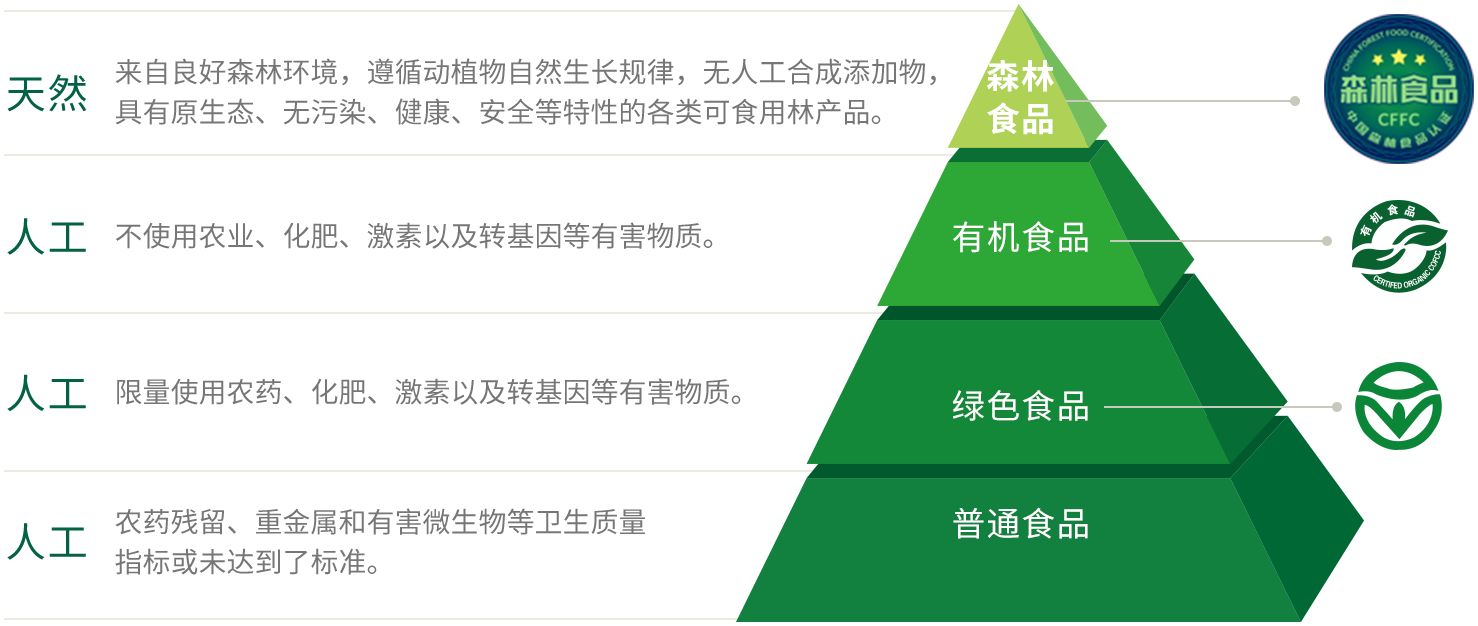 天然
来自良好森林环境，遵循动植物自然生长规律，无人工合成添加物，
具有原生态、无污染、健康、安全等特性的各类可食用林产品。
森林
食品
CHINA FOREST FOOD CERTIFICATION
森林食品
CFFC
中国森林食品认证
人工
不使用农业、化肥、激素以及转基因等有害物质。
有机食品
有机食品
CERTIFED ORGANIC COFCC
人工
限量使用农药、化肥、激素以及转基因等有害物质。
绿色食品
人工
农药残留、重金属和有害微生物等卫生质量
指标或未达到了标准。
普通食品